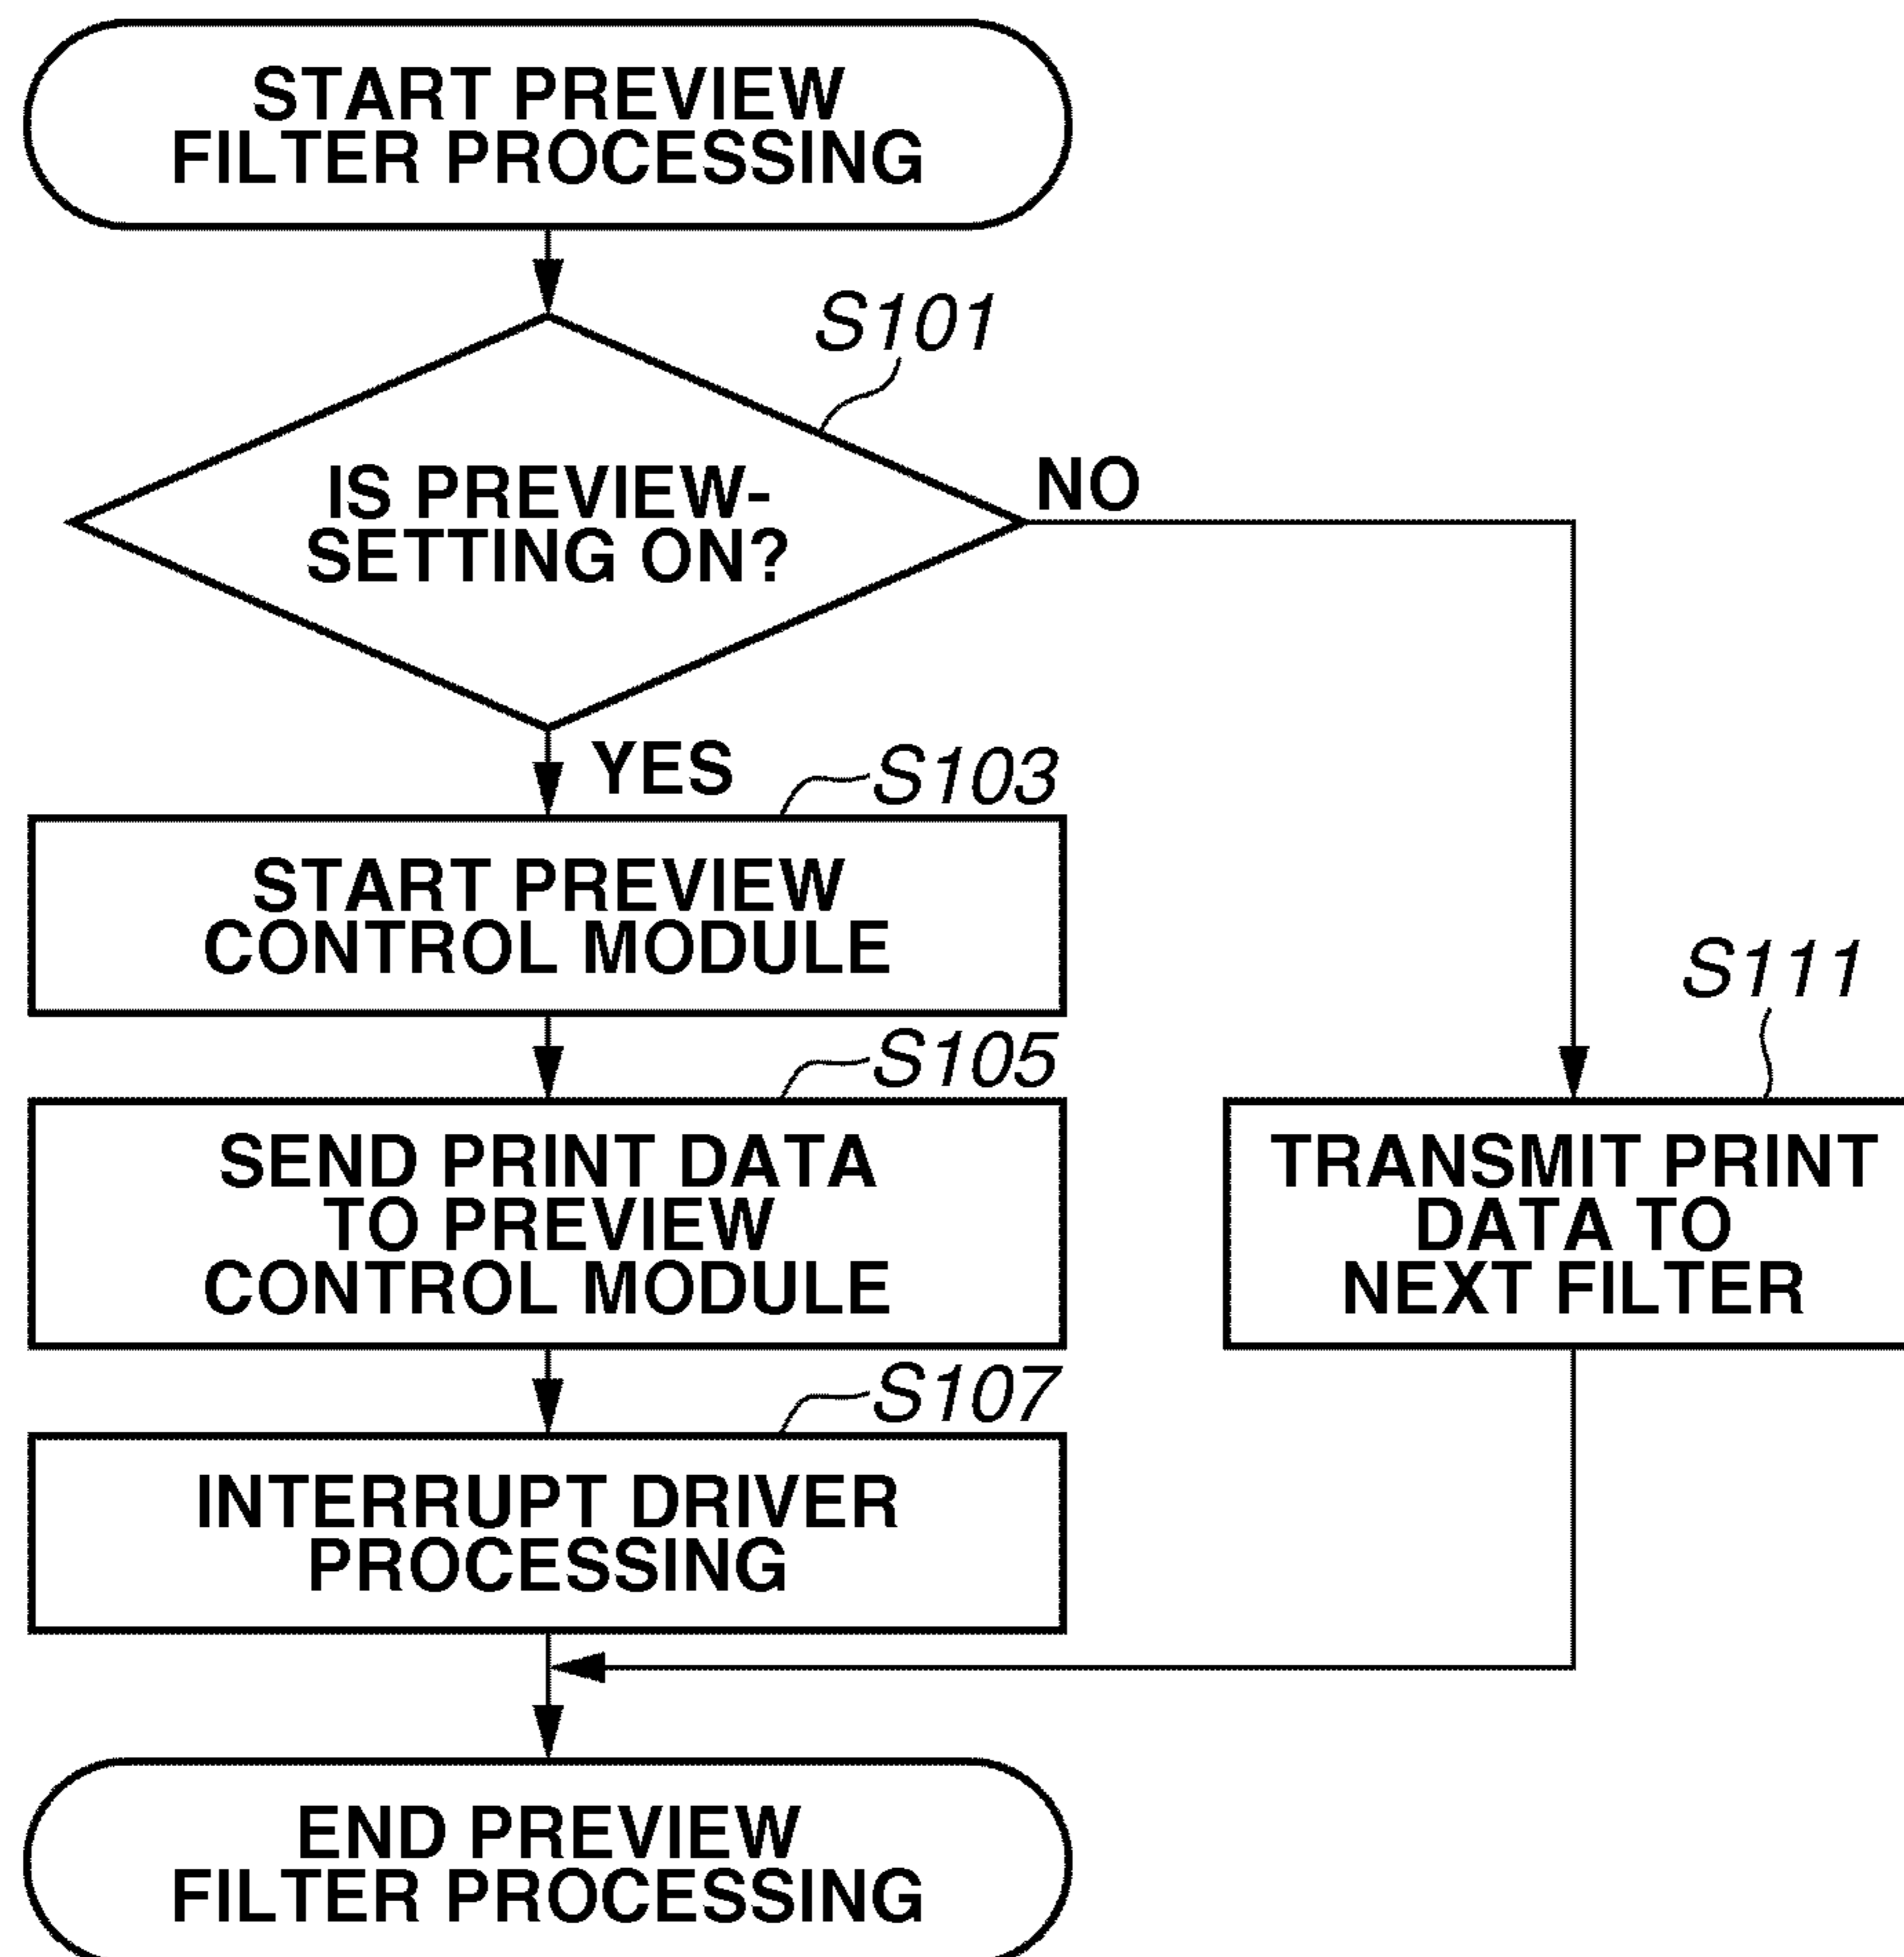 START PREVIEW
FILTER PROCESSING
S101
IS PREVIEW-
SETTING ON?
NO
YES
S103
START PREVIEW
CONTROL MODULE
S105
SEND PRINT DATA
TO PREVIEW
CONTROL MODULE
S111
TRANSMIT PRINT
DATA TO
NEXT FILTER
S107
INTERRUPT DRIVER
PROCESSING
END PREVIEW
FILTER PROCESSING